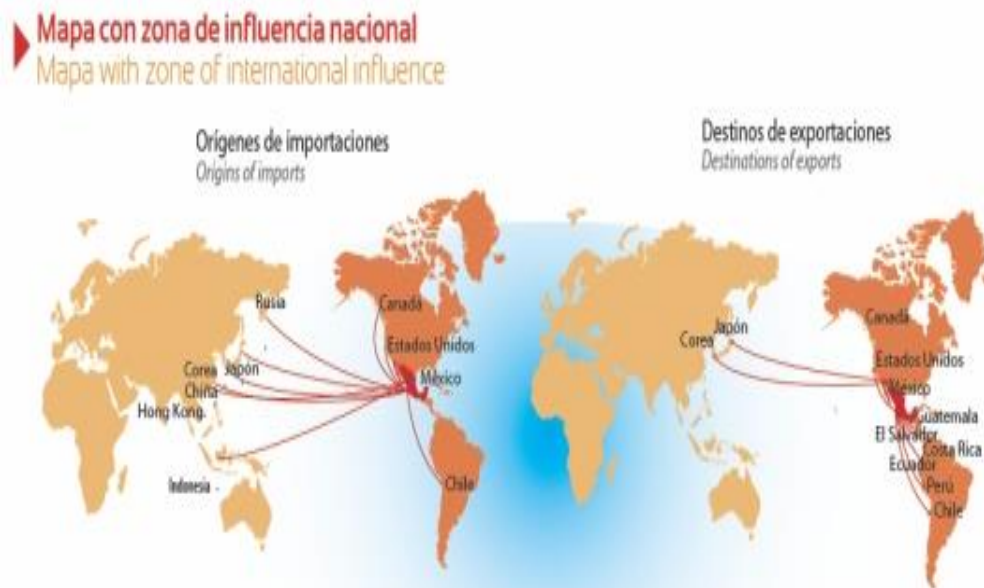 Mapa con zona de influencia nacional
Mapa with zone of international influence
Orígenes de importaciones
Origins of imports
Destinos de exportaciones
Destinations of exports
Rusia
Canadá
Estados Unidos
México
Corea
Japón
China
Hong Kong
Indonesia
Chile
Japón
Corea
Canadá
Estados Unidos
México
Guatemala
El Salvador
Costa Rica
Ecuador
Perú
Chile